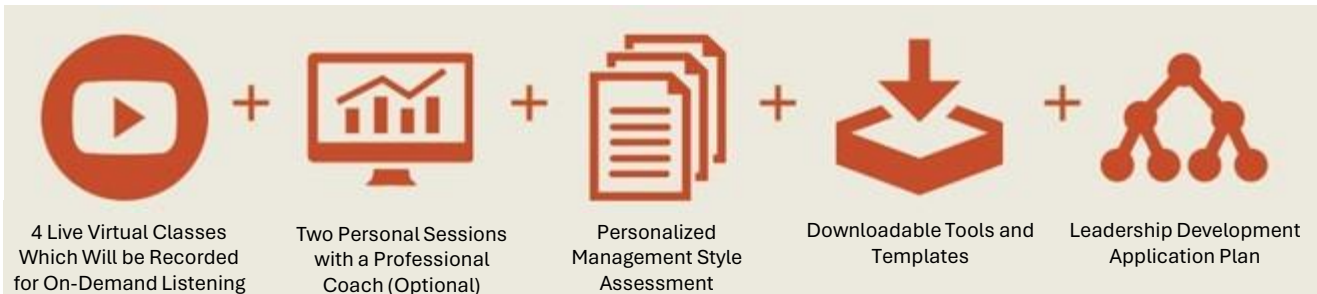 4 Live Virtual Classes
Which Will be Recorded
for On-Demand Listening
Two Personal Sessions
with a Professional
Coach (Optional)
Personalized
Management Style
Assessment
Downloadable Tools and
Templates
Leadership Development
Application Plan